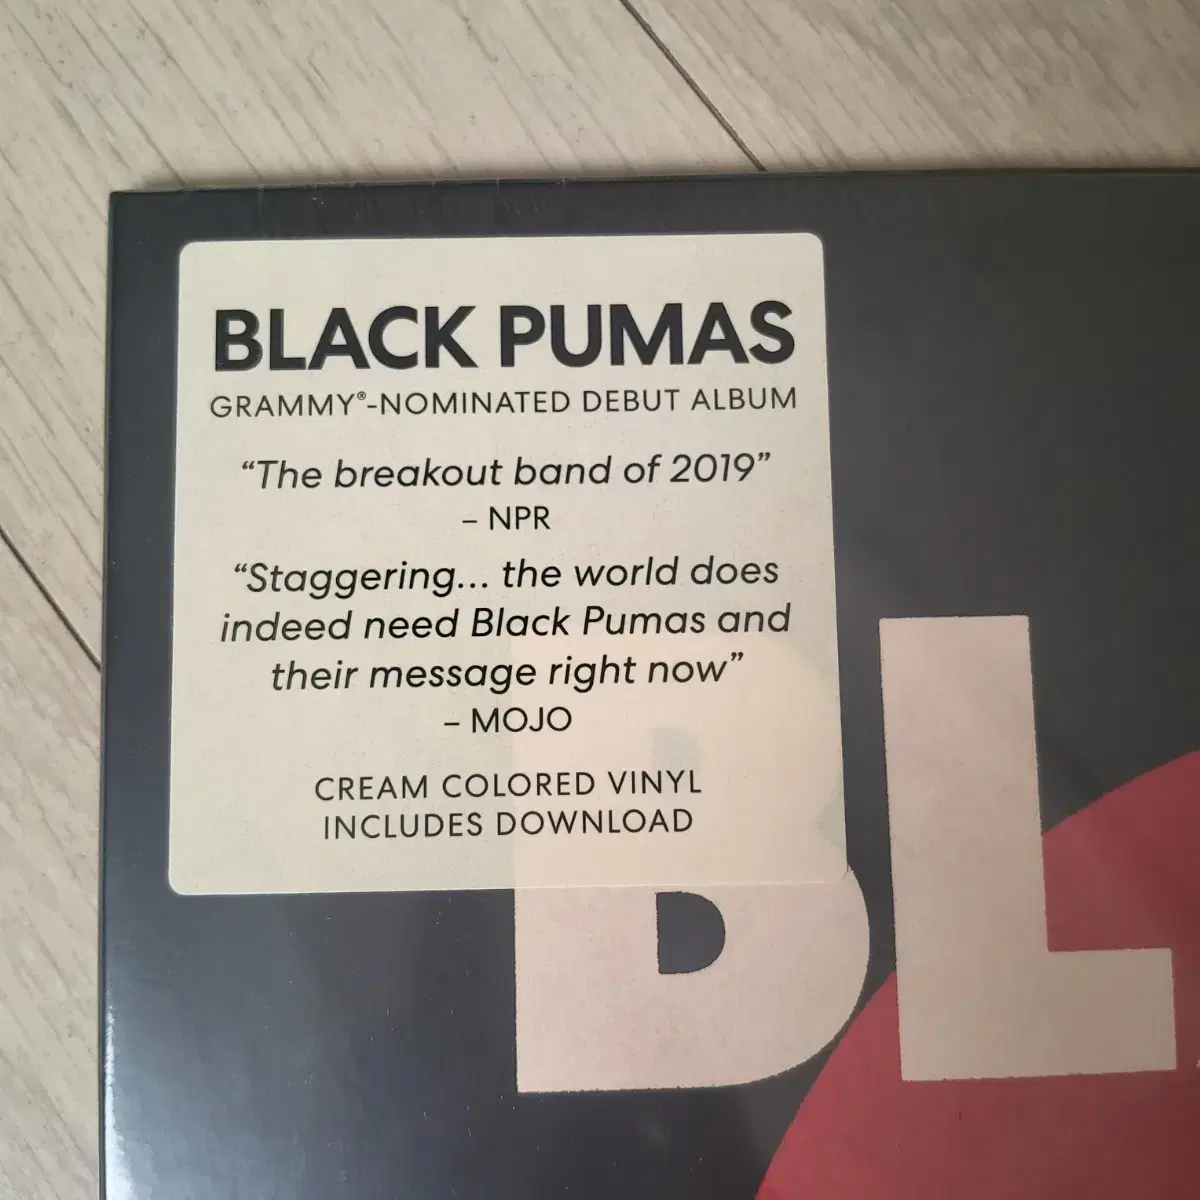 BLACK PUMAS
GRAMMY®-NOMINATED DEBUT ALBUM
“The breakout band of 2019”
– NPR
“Staggering... the world does
indeed need Black Pumas and
their message right now”
– MOJO
CREAM COLORED VINYL
INCLUDES DOWNLOAD
BL